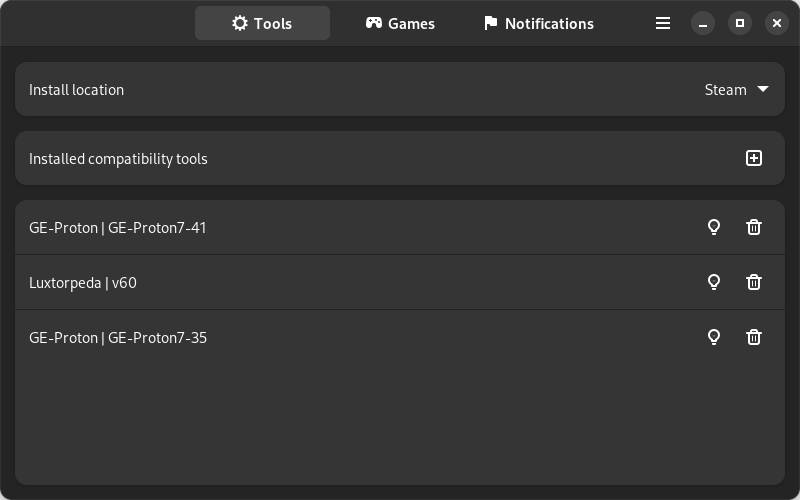 Tools Games Notifications
Install location Steam
Installed compatibility tools
GE-Proton | GE-Proton7-41
Luxtorpeda | v60
GE-Proton | GE-Proton7-35